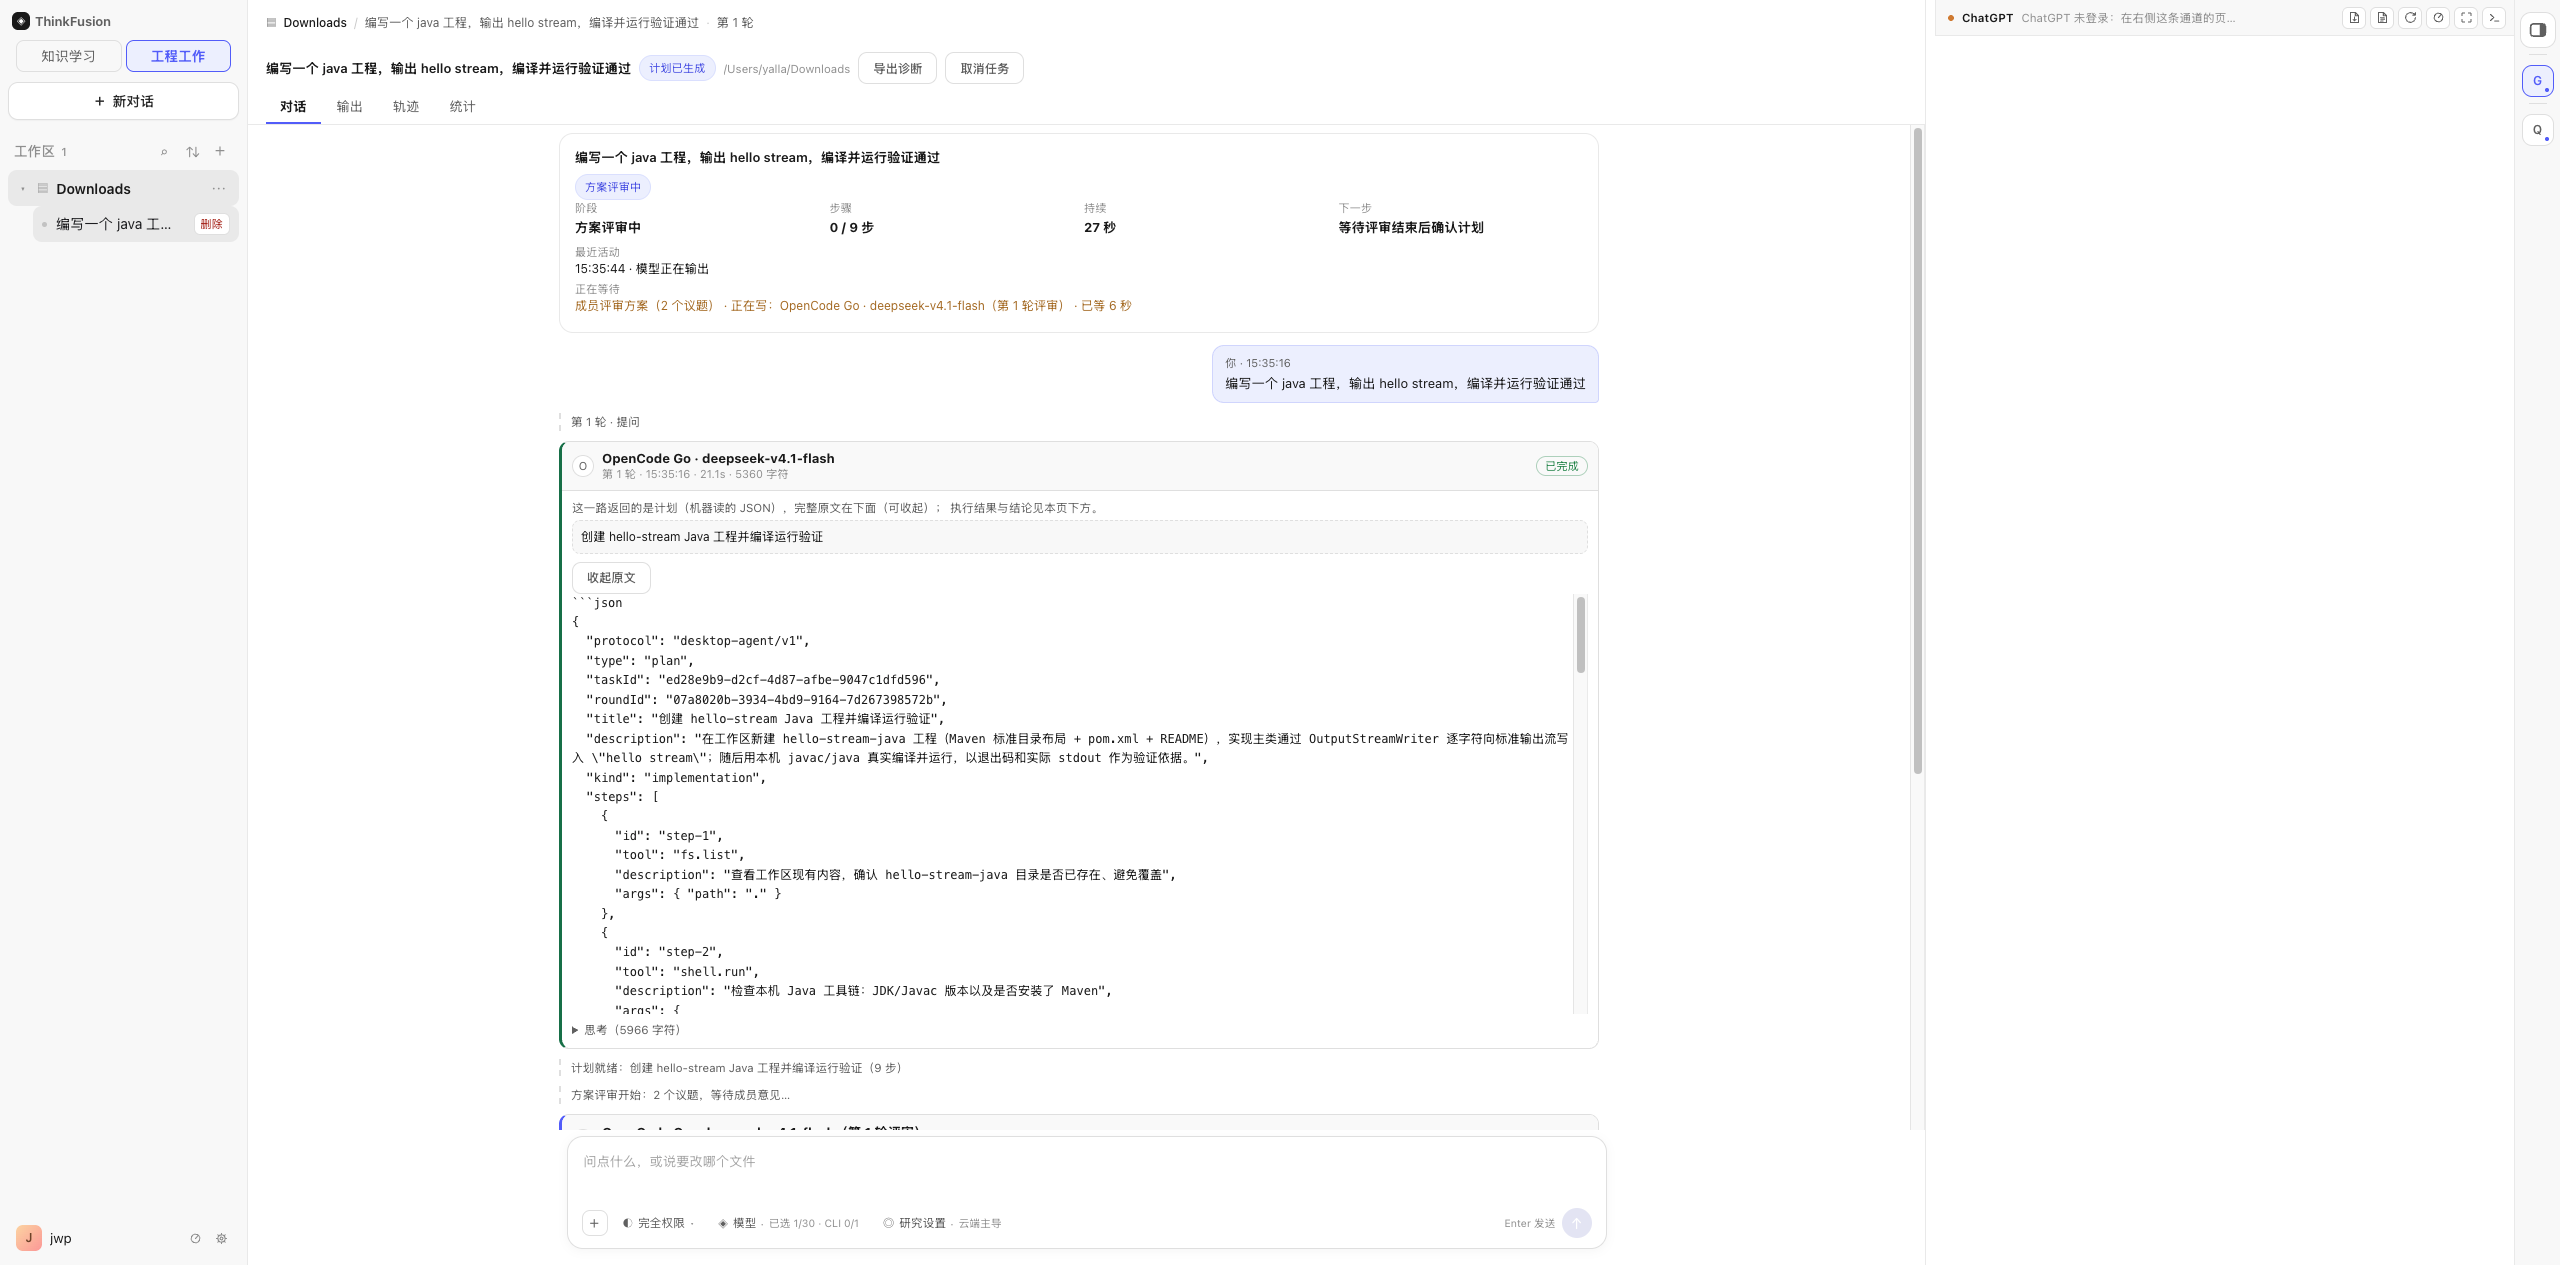 ThinkFusion
知识学习
工程工作
+ 新对话
工作区 1
Downloads
编写一个 java 工...
删除
J jwp
Downloads / 编写一个 java 工程，输出 hello stream，编译并运行验证通过 · 第 1 轮
编写一个 java 工程，输出 hello stream，编译并运行验证通过 计划已生成 /Users/yalla/Downloads 导出诊断 取消任务
对话 输出 轨迹 统计
编写一个 java 工程，输出 hello stream，编译并运行验证通过
方案评审中
阶段 步骤 持续 下一步
方案评审中 0 / 9 步 27 秒 等待评审结束后确认计划
最近活动
15:35:44 · 模型正在输出
正在等待
成员评审方案（2 个议题） · 正在写：OpenCode Go · deepseek-v4.1-flash（第 1 轮评审） · 已等 6 秒
你 · 15:35:16
编写一个 java 工程，输出 hello stream，编译并运行验证通过
第 1 轮 · 提问
O OpenCode Go · deepseek-v4.1-flash
第 1 轮 · 15:35:16 · 21.1s · 5360 字符
已完成
这一路返回的是计划（机器读的 JSON），完整原文在下面（可收起）； 执行结果与结论见本页下方。
创建 hello-stream Java 工程并编译运行验证
收起原文
```json
{
"protocol": "desktop-agent/v1",
"type": "plan",
"taskId": "ed28e9b9-d2cf-4d87-afbe-9047c1dfd596",
"roundId": "07a8020b-3934-4bd9-9164-7d267398572b",
"title": "创建 hello-stream Java 工程并编译运行验证",
"description": "在工作区新建 hello-stream-java 工程（Maven 标准目录布局 + pom.xml + README），实现主类通过 OutputStreamWriter 逐字符向标准输出流写
入 \"hello stream\"；随后用本机 javac/java 真实编译并运行，以退出码和实际 stdout 作为验证依据。",
"kind": "implementation",
"steps": [
{
"id": "step-1",
"tool": "fs.list",
"description": "查看工作区现有内容，确认 hello-stream-java 目录是否已存在、避免覆盖",
"args": { "path": "." }
},
{
"id": "step-2",
"tool": "shell.run",
"description": "检查本机 Java 工具链：JDK/Javac 版本以及是否安装了 Maven",
"args": {
思考（5966 字符）
计划就绪：创建 hello-stream Java 工程并编译运行验证（9 步）
方案评审开始：2 个议题，等待成员意见...
问点什么，或说要改哪个文件
+ 完全权限 · 模型 · 已选 1/30 · CLI 0/1 研究设置 · 云端主导
Enter 发送
ChatGPT ChatGPT 未登录：在右侧这条通道的页...
G
Q